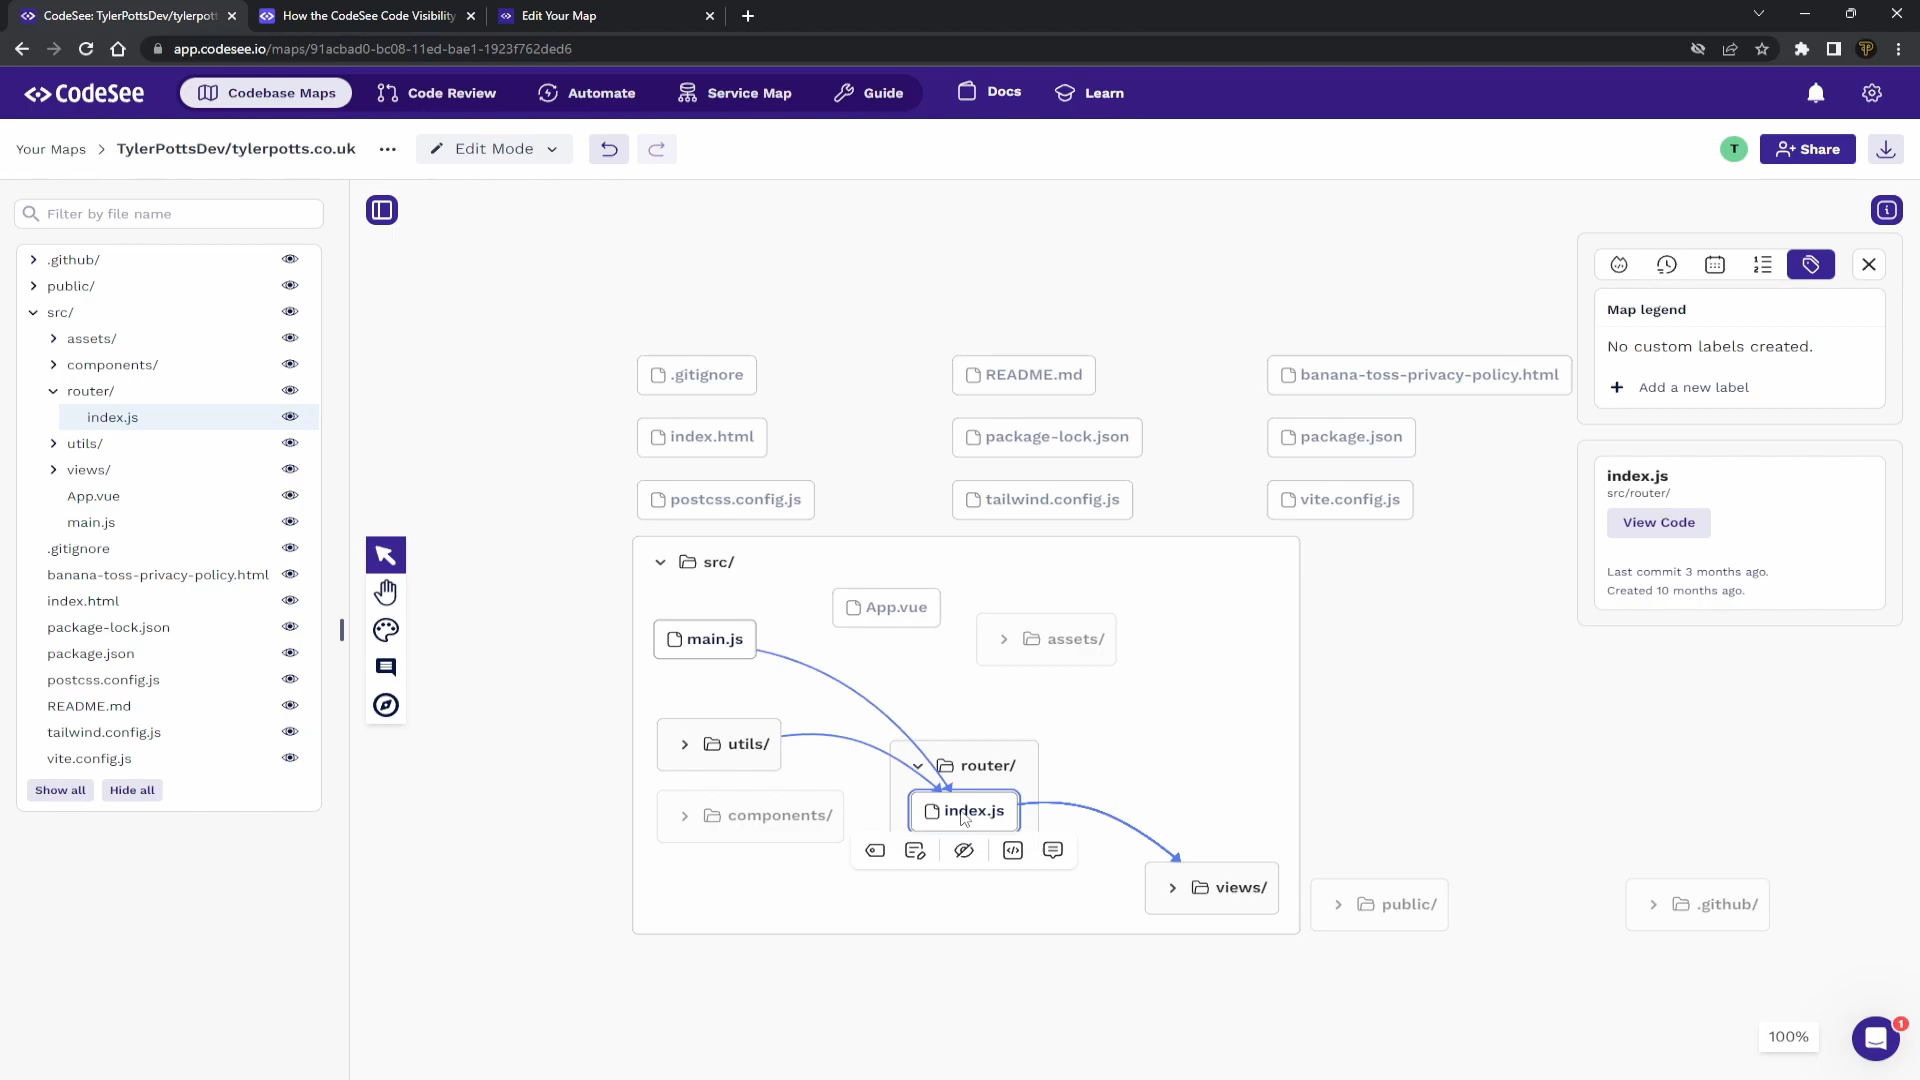 CodeSee: TylerPottsDev/tylerpott
How the CodeSee Code Visibility
Edit Your Map
app.codesee.io/maps/91acbad0-bc08-11ed-bae1-1923f762ded6
CodeSee
Codebase Maps
Code Review
Automate
Service Map
Guide
Docs
Learn
Your Maps > TylerPottsDev/tylerpotts.co.uk
Edit Mode
T
Share
Filter by file name
.github/
public/
src/
assets/
components/
router/
index.js
utils/
views/
App.vue
main.js
.gitignore
banana-toss-privacy-policy.html
index.html
package-lock.json
package.json
postcss.config.js
README.md
tailwind.config.js
vite.config.js
Show all
Hide all
.gitignore
README.md
banana-toss-privacy-policy.html
index.html
package-lock.json
package.json
postcss.config.js
tailwind.config.js
vite.config.js
src/
App.vue
main.js
assets/
utils/
router/
components/
index.js
views/
public/
.github/
Map legend
No custom labels created.
+ Add a new label
index.js
src/router/
View Code
Last commit 3 months ago.
Created 10 months ago.
100%
1